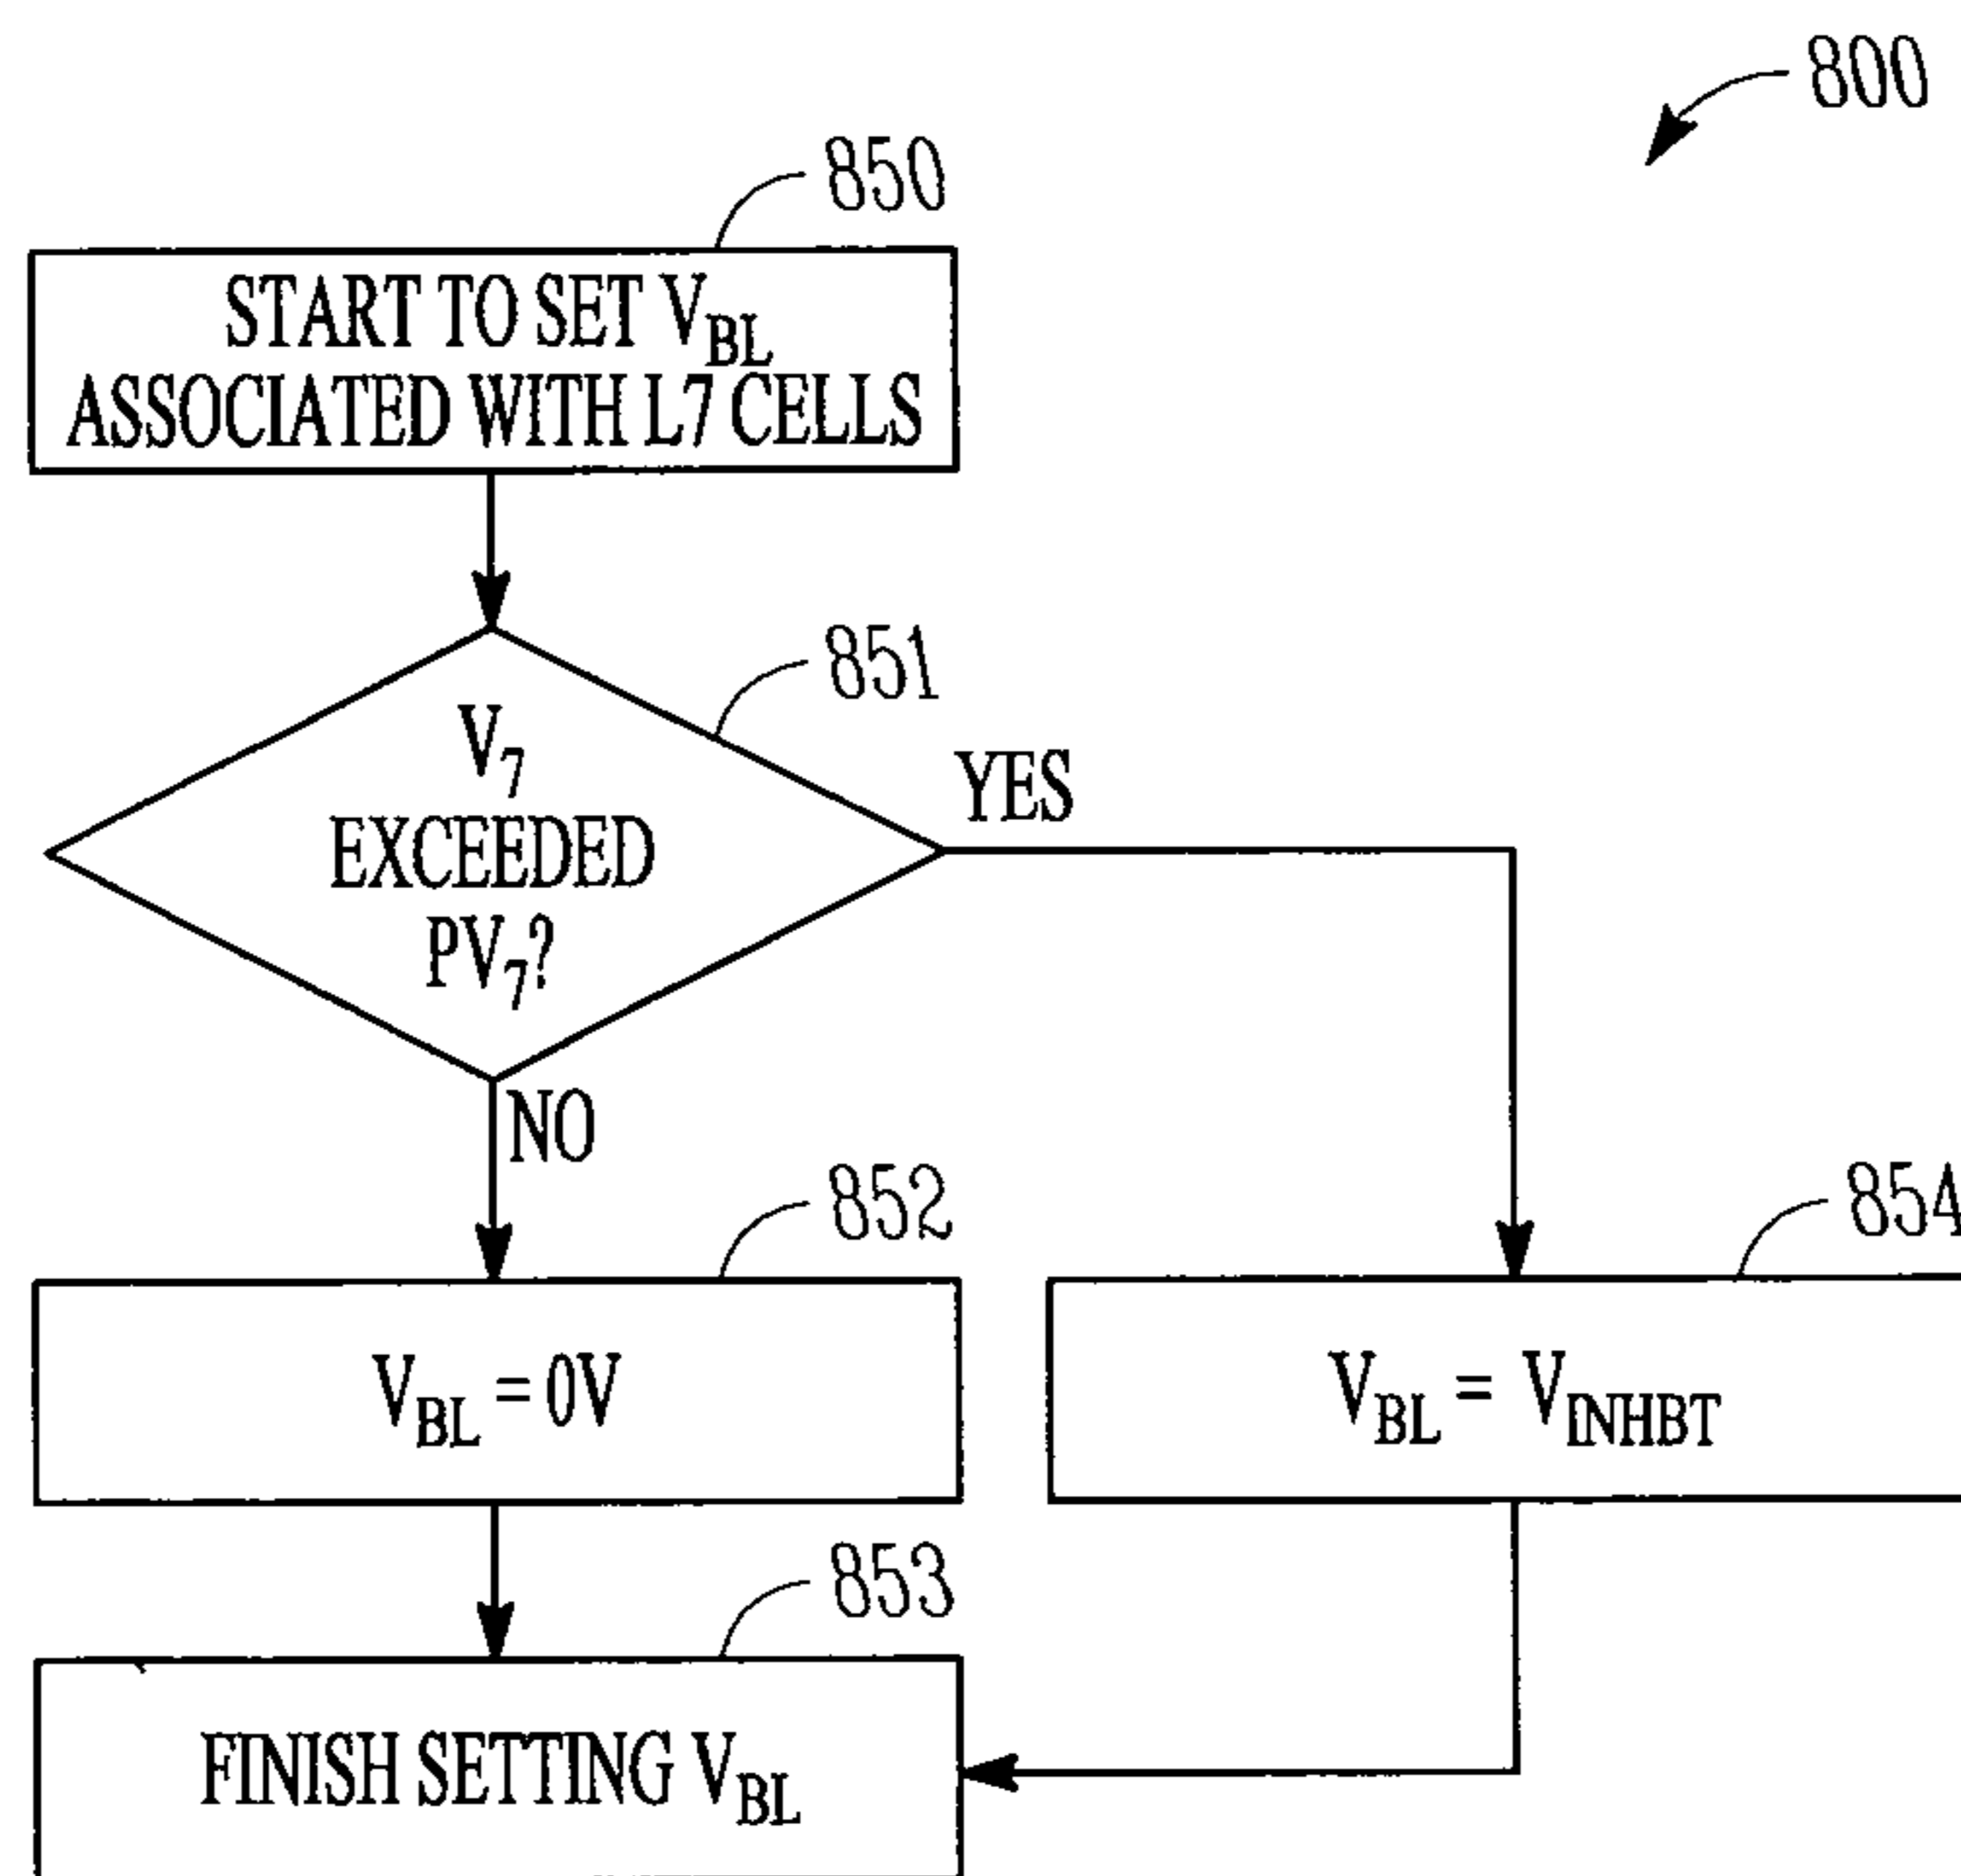 800
850
START TO SET V_BL
ASSOCIATED WITH L7 CELLS
851
V_7
EXCEEDED
PV_7?
YES
NO
852
854
V_BL = 0V
V_BL = V_INHBT
853
FINISH SETTING V_BL